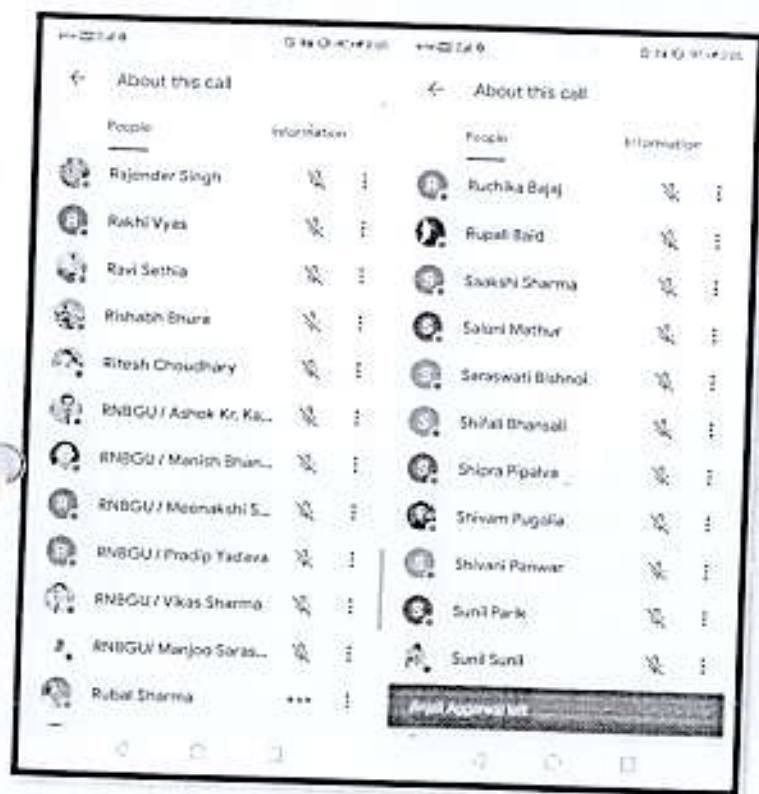 About this call
People Information
Rajender Singh
Rakhi Vyas
Ravi Sethia
Rishabh Bhura
Ritesh Choudhary
RNBGU / Ashok Kr. Ka...
RNBGU / Manish Bhan...
RNBGU / Meenakshi S...
RNBGU / Pradip Yadava
RNBGU / Vikas Sharma
RNBGU/ Manjoo Saras...
Rubal Sharma
About this call
People Information
R Ruchika Bajaj
Rupali Baid
S Saakshi Sharma
S Saloni Mathur
S Saraswati Bishnoi
S Shifali Bhansali
S Shipra Pipalva
Shivam Pugalia
S Shivani Panwar
S Sunil Parik
Sunil Sunil
Anjali Aggarwal left